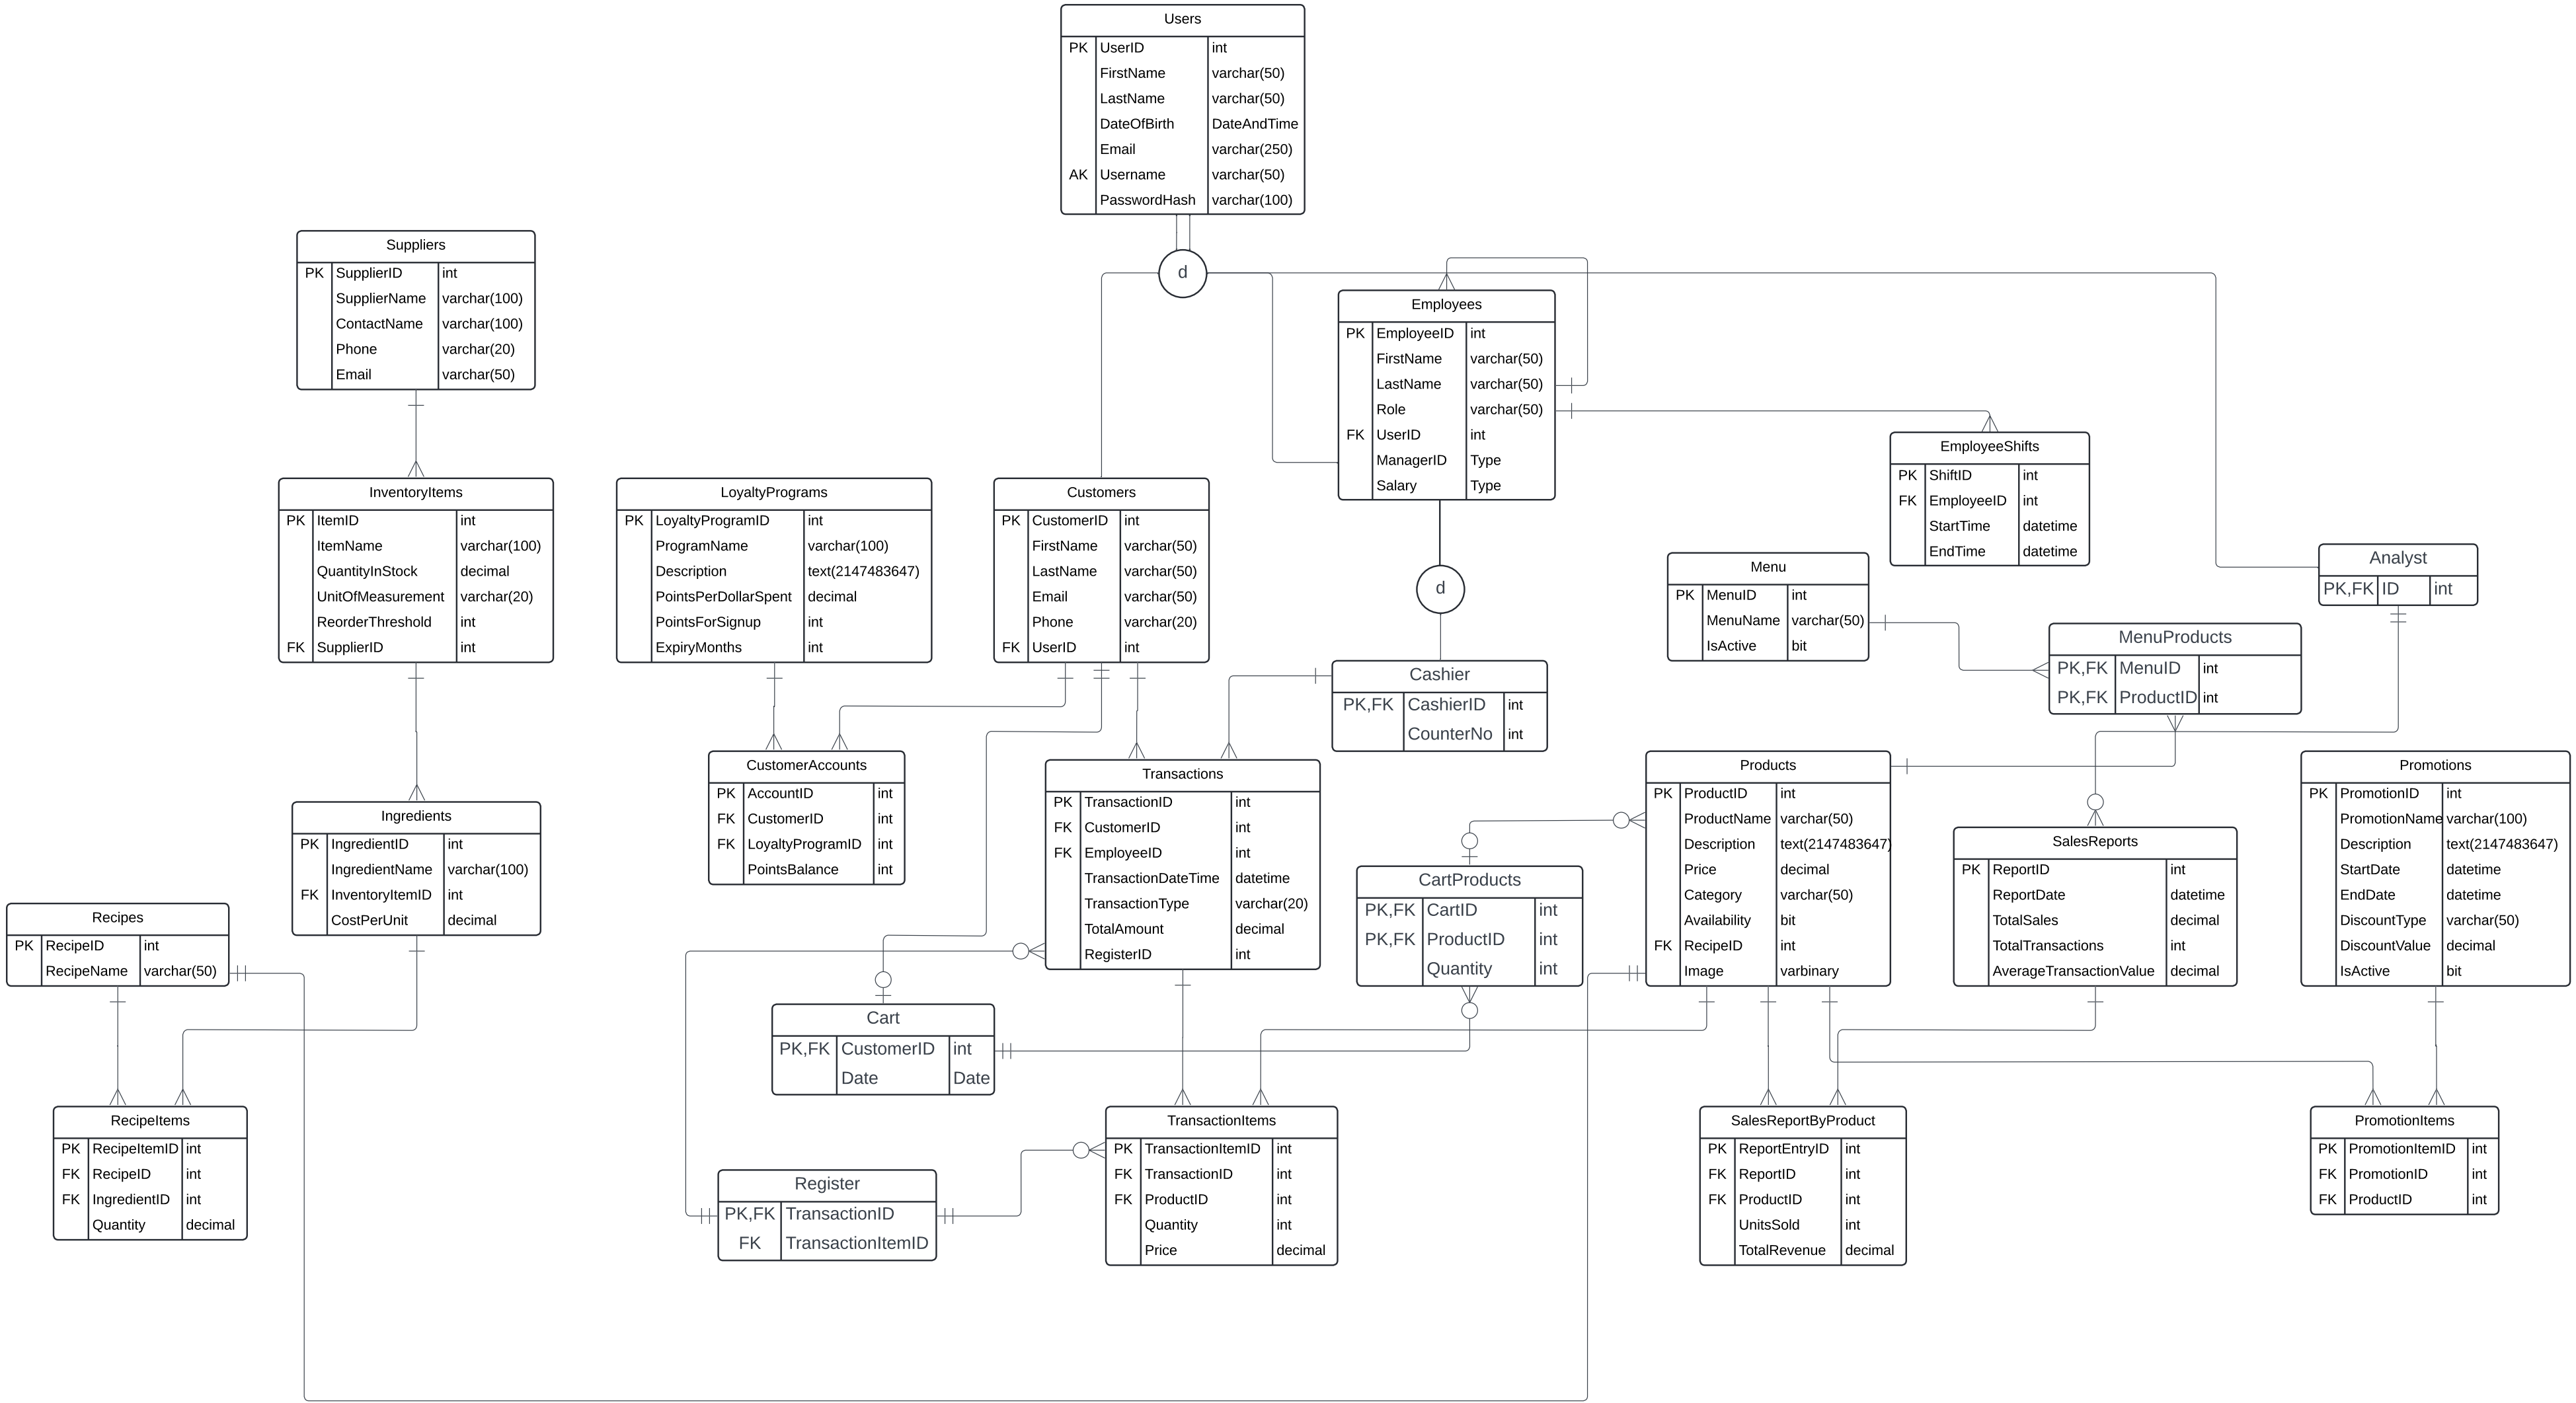 Users
PK UserID int
FirstName varchar(50)
LastName varchar(50)
DateOfBirth DateAndTime
Email varchar(250)
AK Username varchar(50)
PasswordHash varchar(100)
d
Suppliers
PK SupplierID int
SupplierName varchar(100)
ContactName varchar(100)
Phone varchar(20)
Email varchar(50)
Employees
PK EmployeeID int
FirstName varchar(50)
LastName varchar(50)
Role varchar(50)
FK UserID int
ManagerID Type
Salary Type
EmployeeShifts
PK ShiftID int
FK EmployeeID int
StartTime datetime
EndTime datetime
InventoryItems
PK ItemID int
ItemName varchar(100)
QuantityInStock decimal
UnitOfMeasurement varchar(20)
ReorderThreshold int
FK SupplierID int
LoyaltyPrograms
PK LoyaltyProgramID int
ProgramName varchar(100)
Description text(2147483647)
PointsPerDollarSpent decimal
PointsForSignup int
ExpiryMonths int
Customers
PK CustomerID int
FirstName varchar(50)
LastName varchar(50)
Email varchar(50)
Phone varchar(20)
FK UserID int
d
Menu
PK MenuID int
MenuName varchar(50)
IsActive bit
Analyst
PK,FK ID int
MenuProducts
PK,FK MenuID int
PK,FK ProductID int
Cashier
PK,FK CashierID int
CounterNo int
CustomerAccounts
PK AccountID int
FK CustomerID int
FK LoyaltyProgramID int
PointsBalance int
Transactions
PK TransactionID int
FK CustomerID int
FK EmployeeID int
TransactionDateTime datetime
TransactionType varchar(20)
TotalAmount decimal
RegisterID int
Products
PK ProductID int
ProductName varchar(50)
Description text(2147483647)
Price decimal
Category varchar(50)
Availability bit
FK RecipeID int
Image varbinary
Promotions
PK PromotionID int
PromotionName varchar(100)
Description text(2147483647)
StartDate datetime
EndDate datetime
DiscountType varchar(50)
DiscountValue decimal
IsActive bit
Ingredients
PK IngredientID int
IngredientName varchar(100)
FK InventoryItemID int
CostPerUnit decimal
SalesReports
PK ReportID int
ReportDate datetime
TotalSales decimal
TotalTransactions int
AverageTransactionValue decimal
CartProducts
PK,FK CartID int
PK,FK ProductID int
Quantity int
Recipes
PK RecipeID int
RecipeName varchar(50)
Cart
PK,FK CustomerID int
Date Date
RecipeItems
PK RecipeItemID int
FK RecipeID int
FK IngredientID int
Quantity decimal
TransactionItems
PK TransactionItemID int
FK TransactionID int
FK ProductID int
Quantity int
Price decimal
SalesReportByProduct
PK ReportEntryID int
FK ReportID int
FK ProductID int
UnitsSold int
TotalRevenue decimal
PromotionItems
PK PromotionItemID int
FK PromotionID int
FK ProductID int
Register
PK,FK TransactionID
FK TransactionItemID